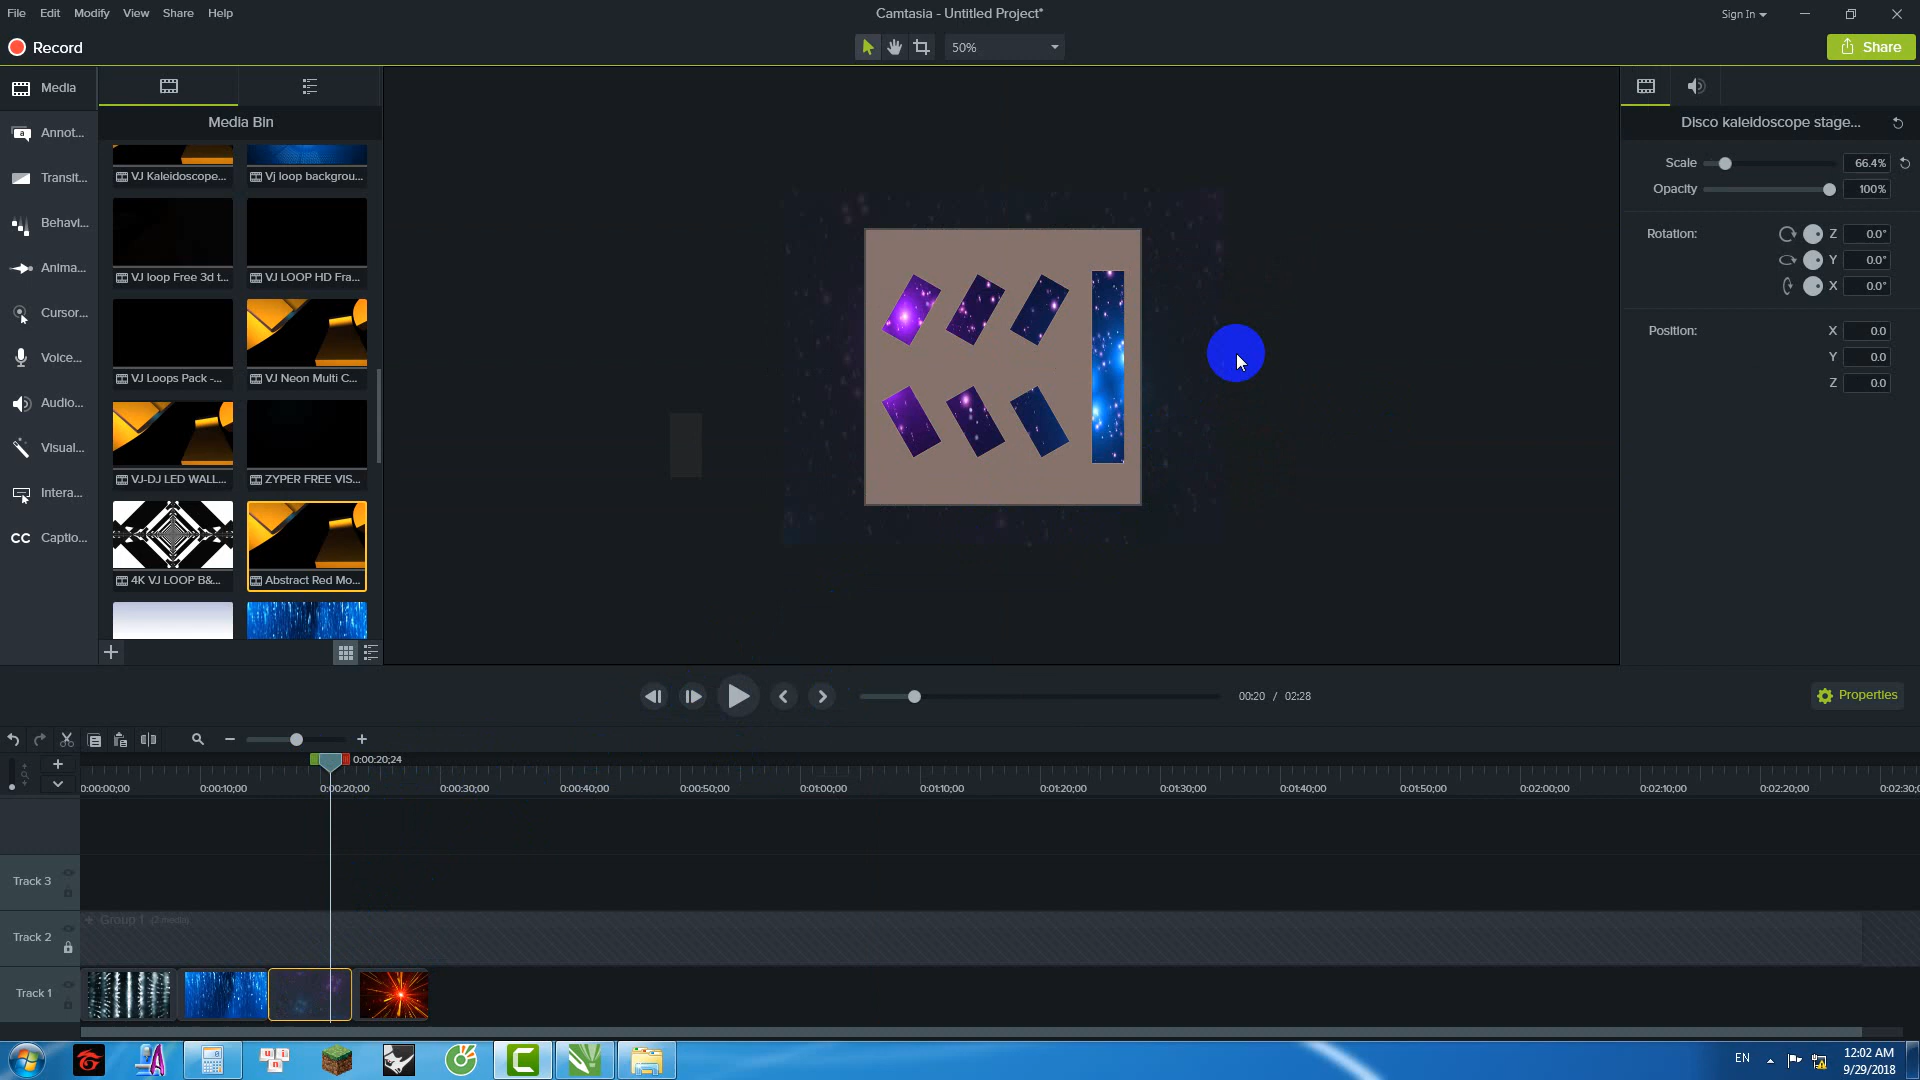 File Edit Modify View Share Help
Camtasia - Untitled Project*
Sign In
Record
50%
Share
Media
Annot...
Transit...
Behavi...
Anima...
Cursor...
Voice...
Audio...
Visual...
Intera...
CC Captio...
Media Bin
VJ Kaleidoscope...
Vj loop backgrou...
VJ loop Free 3d t...
VJ LOOP HD Fra...
VJ Loops Pack -...
VJ Neon Multi C...
VJ-DJ LED WALL...
ZYPER FREE VIS...
4K VJ LOOP B&...
Abstract Red Mo...
Disco kaleidoscope stage...
Scale 66.4%
Opacity 100%
Rotation: Z 0.0°
Y 0.0°
X 0.0°
Position: X 0.0
Y 0.0
Z 0.0
00:20 / 02:28
Properties
0:00:20;24
0:00:00;00 0:00:10;00 0:00:20;00 0:00:30;00 0:00:40;00 0:00:50;00 0:01:00;00 0:01:10;00 0:01:20;00 0:01:30;00 0:01:40;00 0:01:50;00 0:02:00;00 0:02:10;00 0:02:20;00 0:02:30;
Track 3
Track 2
+ Group 1 (7 media)
Track 1
EN
12:02 AM
9/29/2018